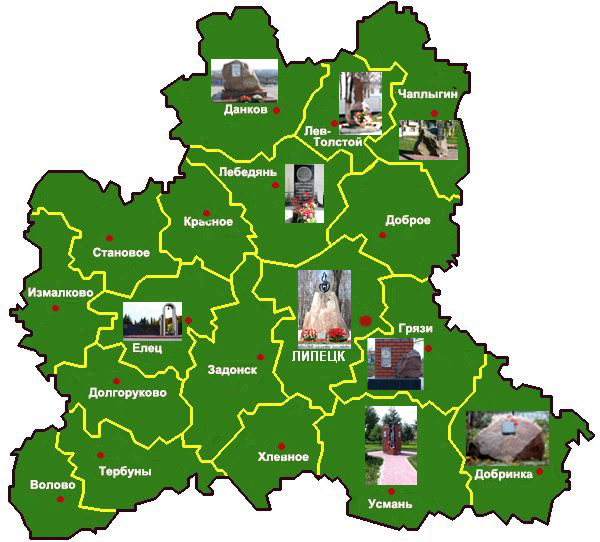 Данков
Чаплыгин
Лев-
Толстой
Лебедянь
Красное
Доброе
Становое
Измалково
Елец
ЛИПЕЦК
Грязи
Задонск
Долгоруково
Хлевное
Тербуны
Добринка
Волово
Усмань